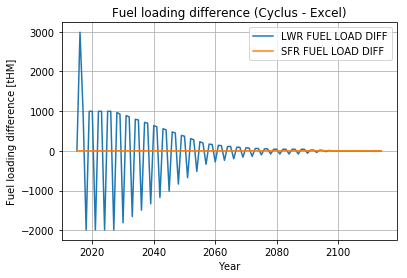 Fuel loading difference (Cyclus - Excel)
LWR FUEL LOAD DIFF
SFR FUEL LOAD DIFF
Fuel loading difference [tHM]
3000
2000
1000
0
−1000
−2000
2020
2040
2060
2080
2100
Year